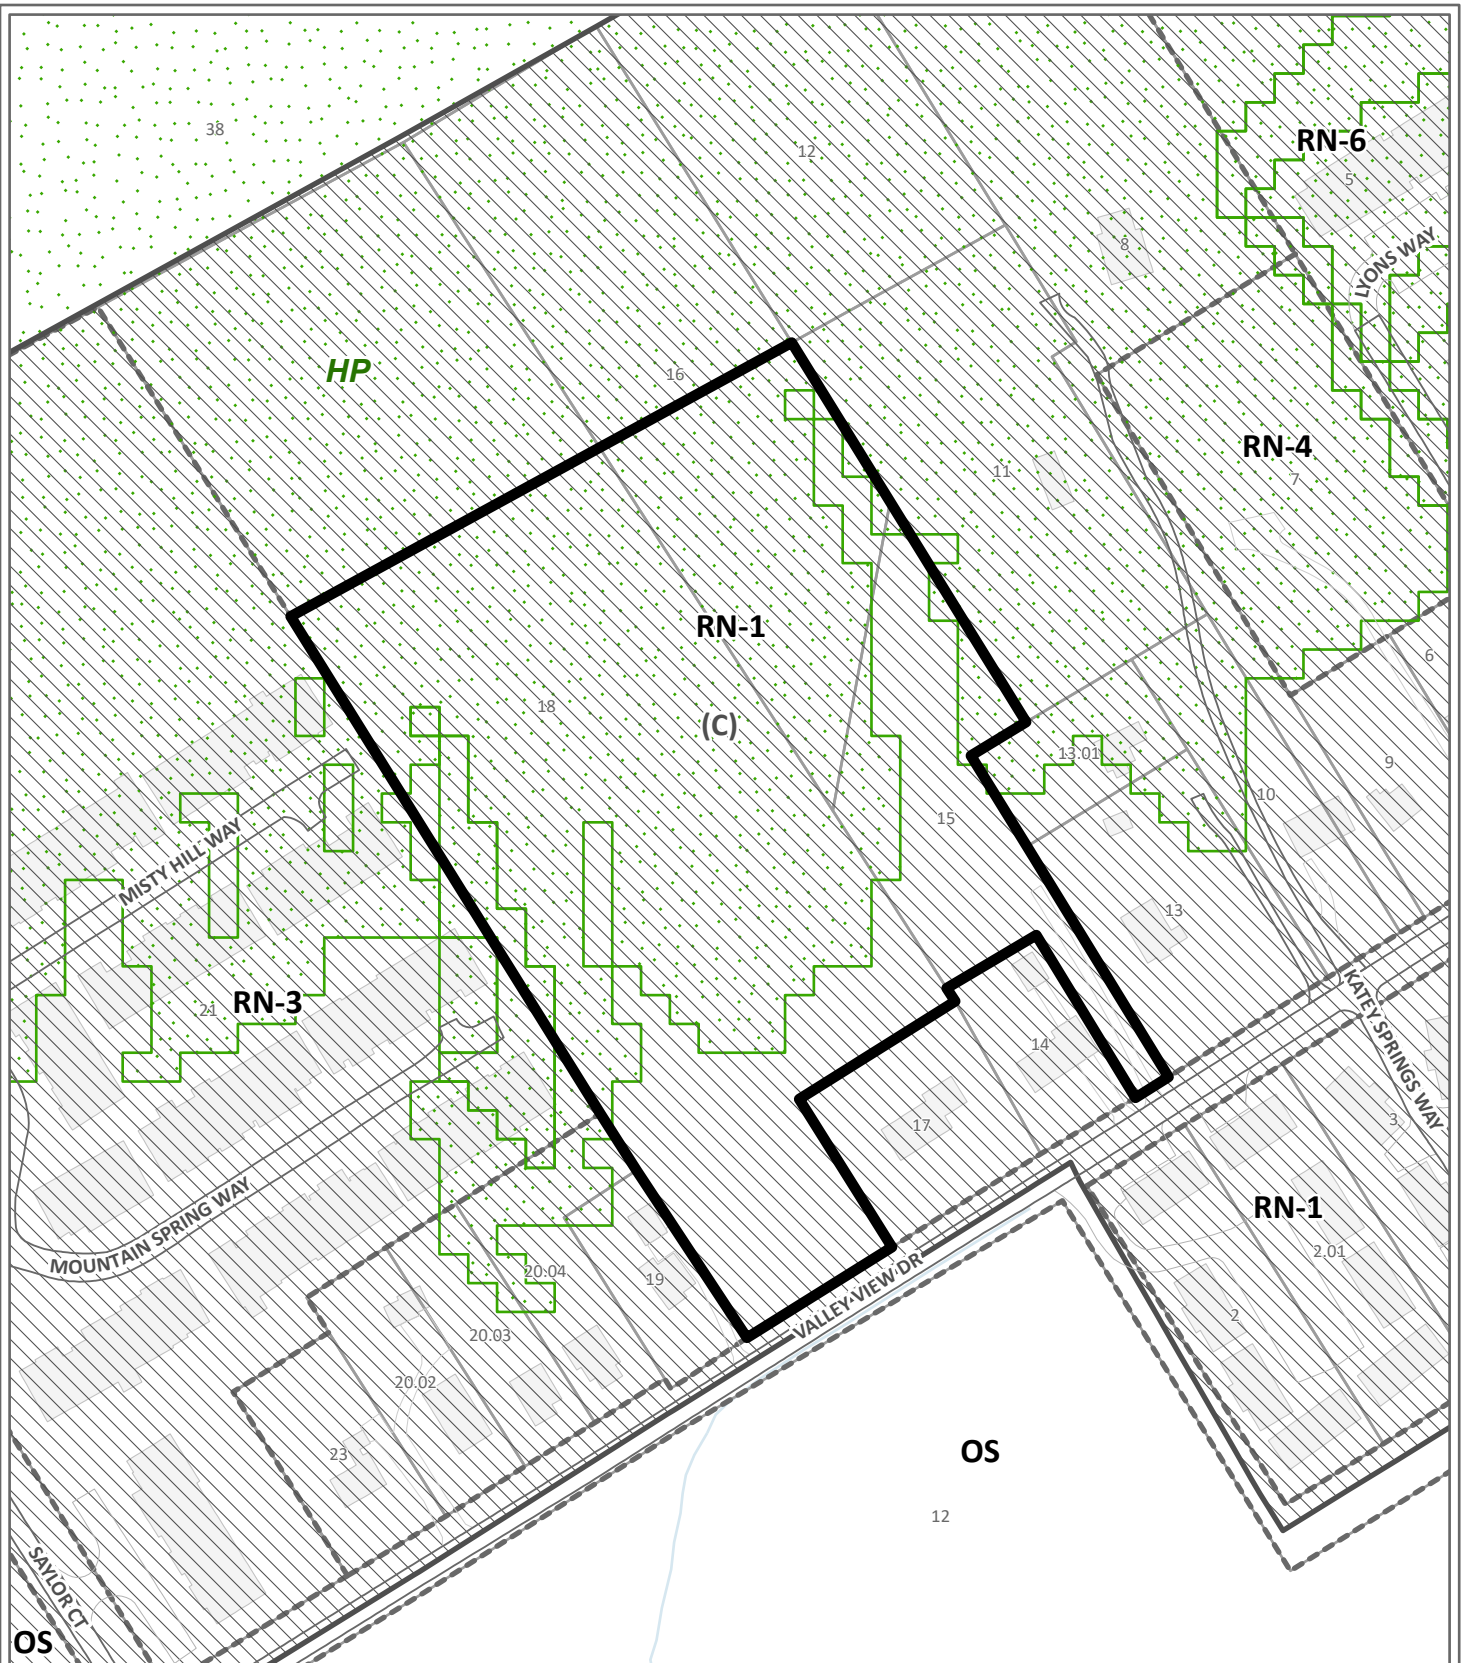 38
12
RN-6
5
8
LYONS WAY
HP
16
RN-4
7
11
RN-1
6
18
(C)
13.01
9
10
15
MISTY HILL WAY
13
21
RN-3
KATEY SPRINGS WAY
14
17
3
RN-1
MOUNTAIN SPRING WAY
2.01
20.04
19
VALLEY VIEW DR
2
20.03
20.02
23
OS
12
SAYLOR CT
OS